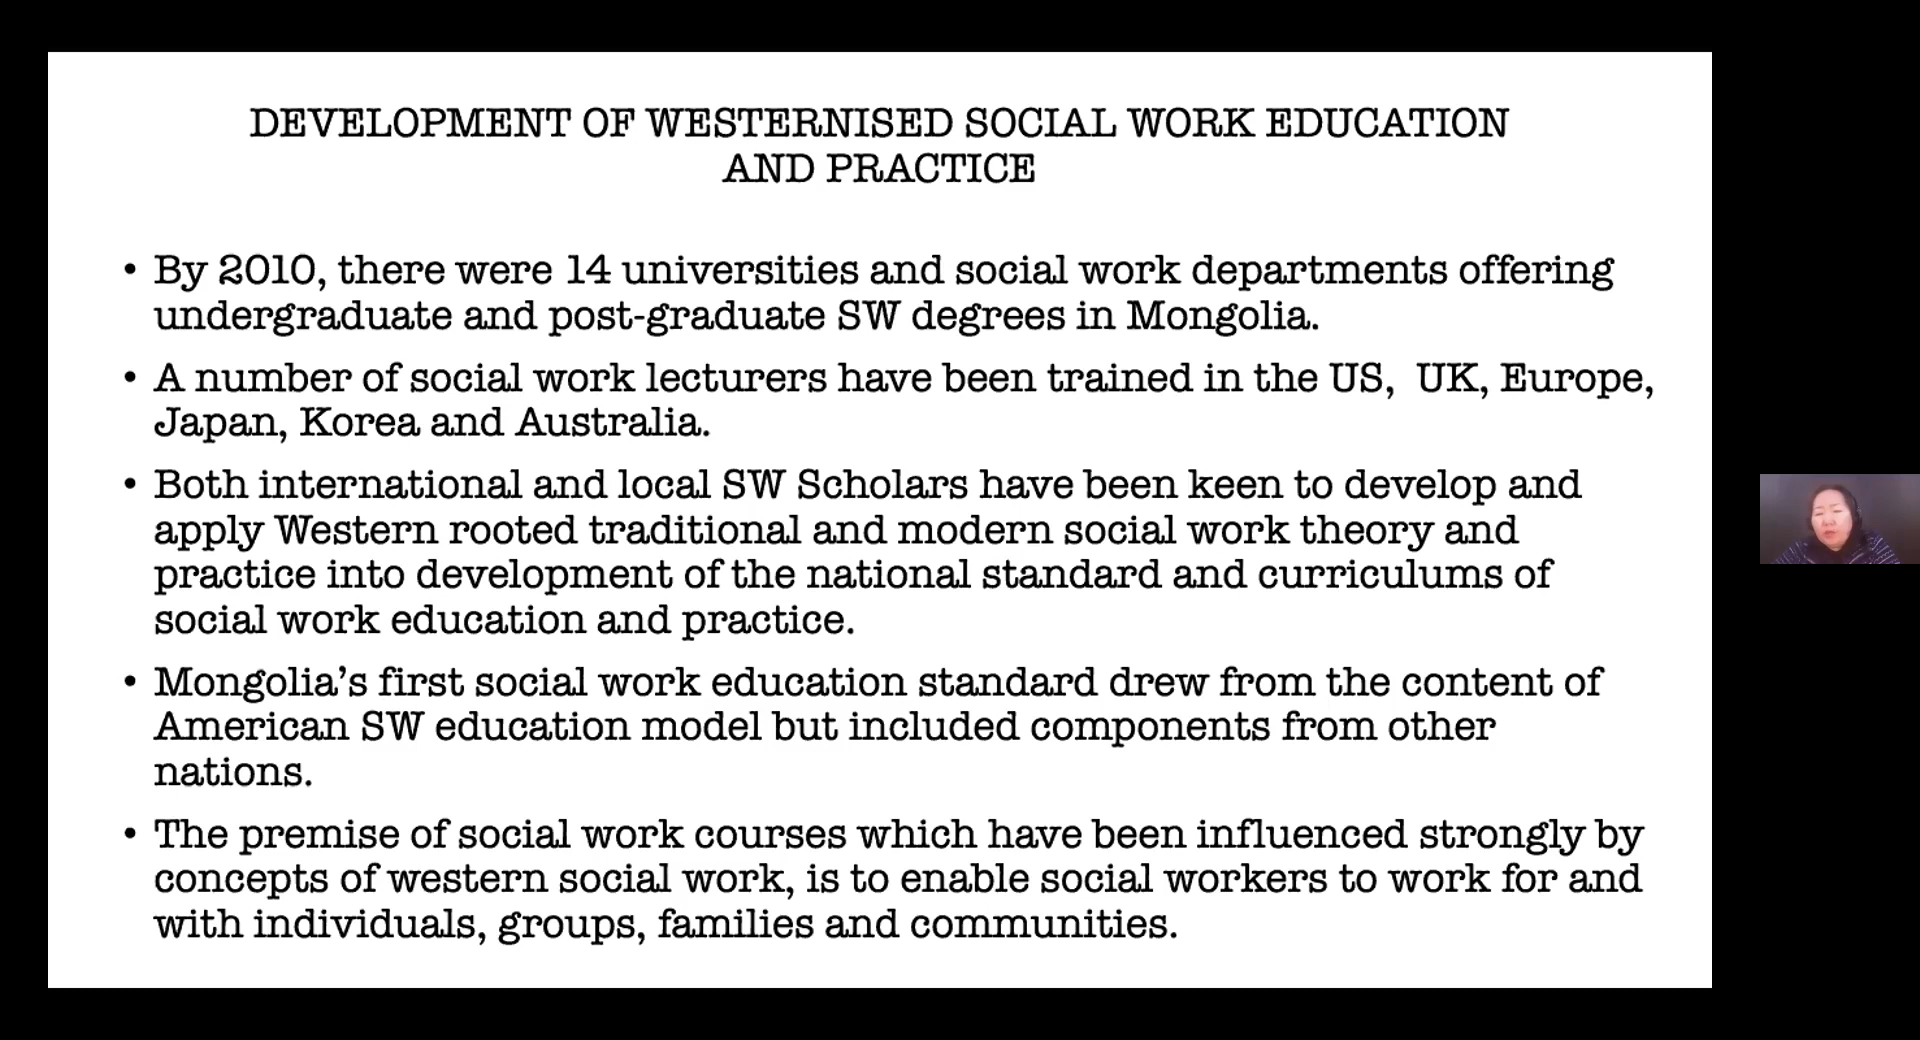 DEVELOPMENT OF WESTERNISED SOCIAL WORK EDUCATION
AND PRACTICE
• By 2010, there were 14 universities and social work departments offering
undergraduate and post-graduate SW degrees in Mongolia.
• A number of social work lecturers have been trained in the US,  UK, Europe,
Japan, Korea and Australia.
• Both international and local SW Scholars have been keen to develop and
apply Western rooted traditional and modern social work theory and
practice into development of the national standard and curriculums of
social work education and practice.
• Mongolia’s first social work education standard drew from the content of
American SW education model but included components from other
nations.
• The premise of social work courses which have been influenced strongly by
concepts of western social work, is to enable social workers to work for and
with individuals, groups, families and communities.